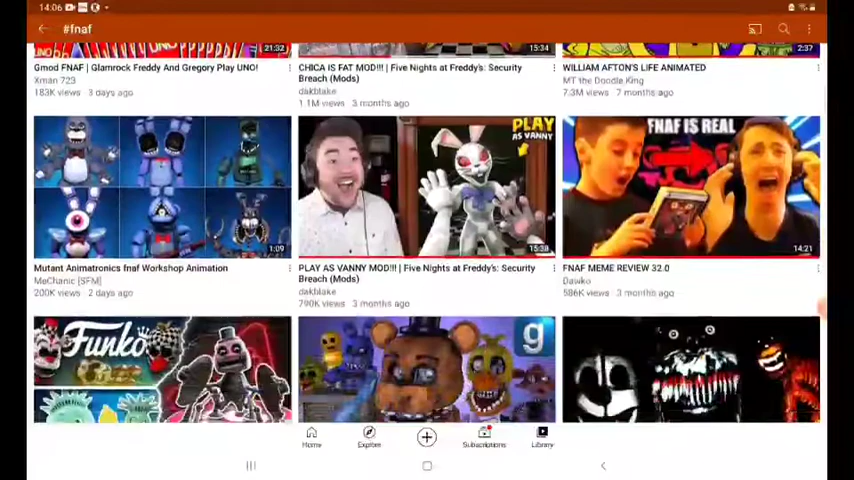 14:06
#fnaf
21:32
15:34
2:37
Gmod FNAF | Glamrock Freddy And Gregory Play UNO!
Xman 723
183K views · 3 days ago
CHICA IS FAT MOD!!! | Five Nights at Freddy's: Security
Breach (Mods)
dakblake
1.1M views · 3 months ago
WILLIAM AFTON'S LIFE ANIMATED
MT the Doodle King
7.3M views · 7 months ago
1:09
PLAY
AS VANNY
15:38
FNAF IS REAL
14:21
Mutant Animatronics fnaf Workshop Animation
MeChanic [SFM]
200K views · 2 days ago
PLAY AS VANNY MOD!!! | Five Nights at Freddy's: Security
Breach (Mods)
dakblake
790K views · 3 months ago
FNAF MEME REVIEW 32.0
Dawko
586K views · 3 months ago
Funko
g
Home
Explore
Subscriptions
Library